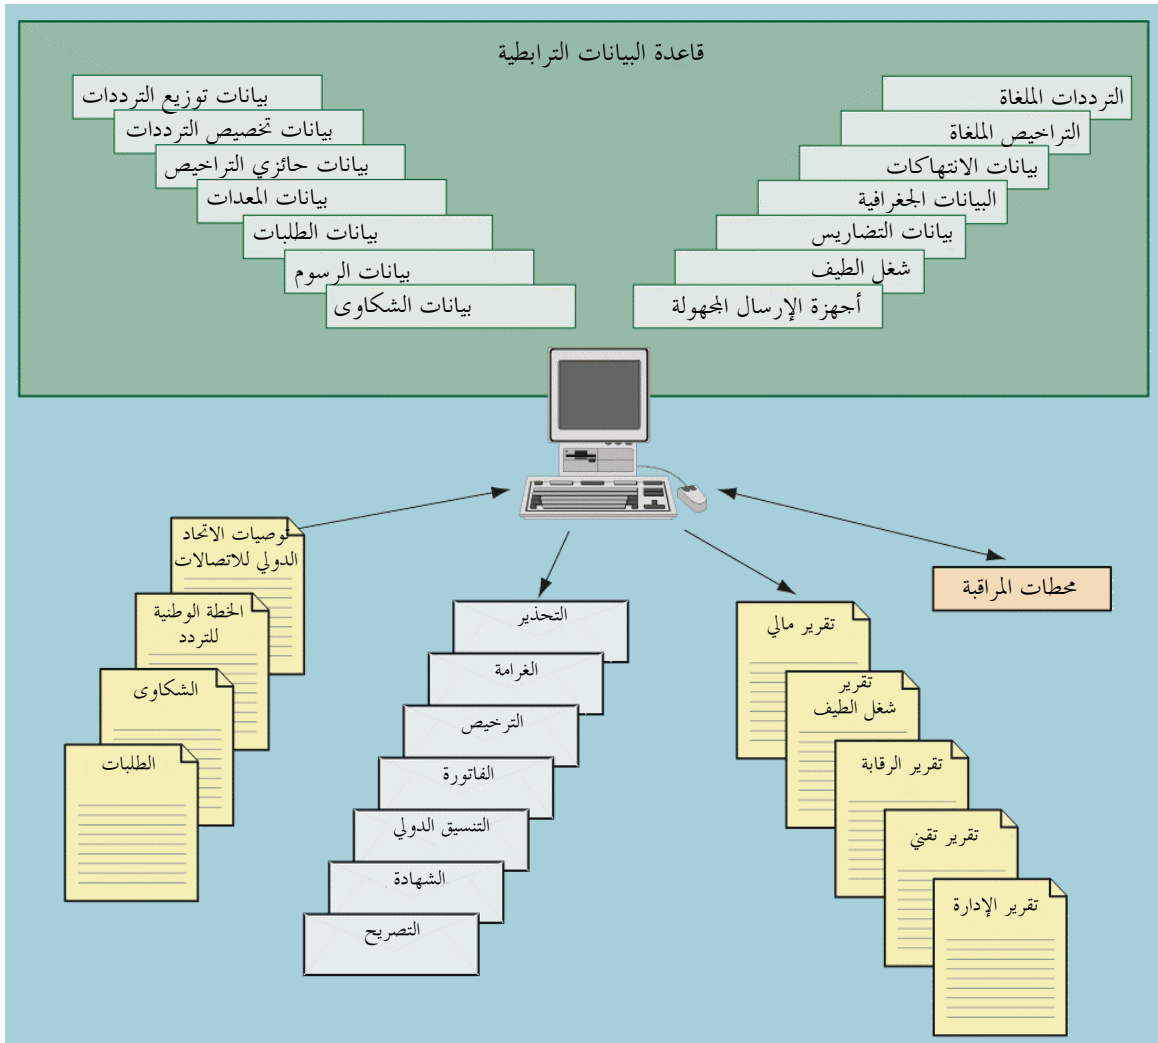 قاعدة البيانات الترابطية
الترددات الملغاة
التراخيص الملغاة
بيانات الانتهاكات
البيانات الجغرافية
بيانات التضاريس
شغل الطيف
أجهزة الإرسال المجهولة
بيانات توزيع الترددات
بيانات تخصيص الترددات
بيانات حائزي التراخيص
بيانات المعدات
بيانات الطلبات
بيانات الرسوم
بيانات الشكاوى
محطات المراقبة
تقرير مالي
تقرير
شغل الطيف
تقرير الرقابة
تقرير تقني
تقرير الإدارة
التحذير
الغرامة
الترخيص
الفاتورة
التنسيق الدولي
الشهادة
التصريح
توصيات الاتحاد
الدولي للاتصالات
الخطة الوطنية
للتردد
الشكاوى
الطلبات